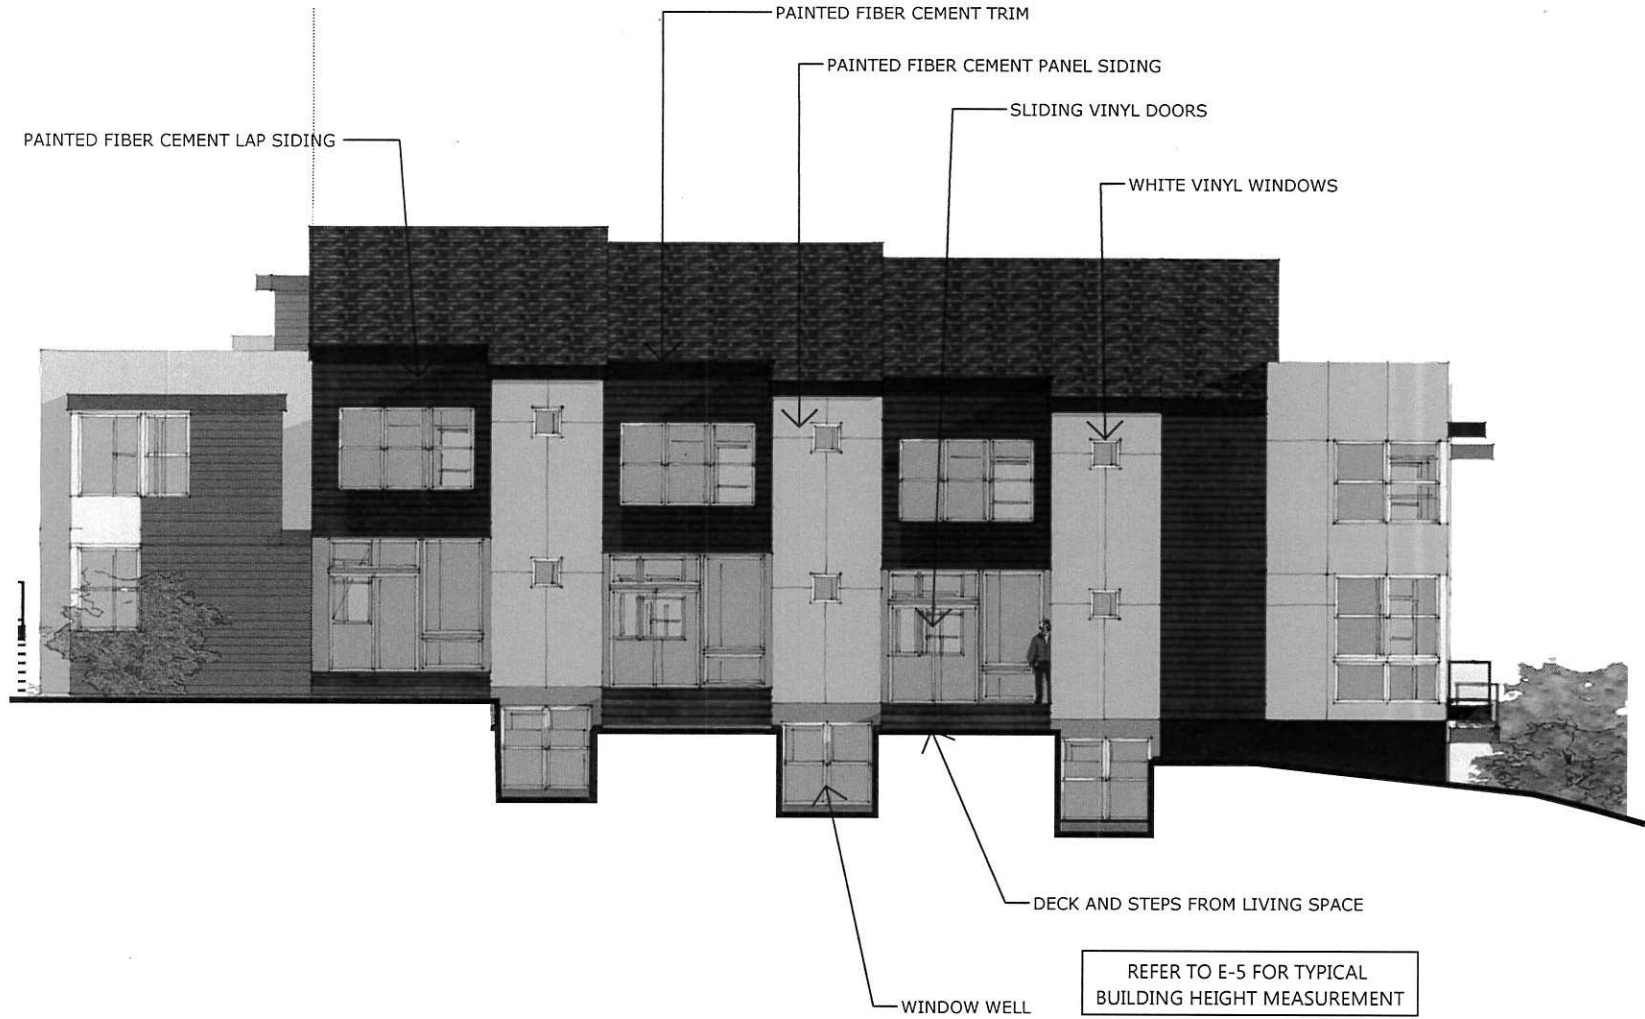 PAINTED FIBER CEMENT TRIM
PAINTED FIBER CEMENT PANEL SIDING
SLIDING VINYL DOORS
PAINTED FIBER CEMENT LAP SIDING
WHITE VINYL WINDOWS
DECK AND STEPS FROM LIVING SPACE
REFER TO E-5 FOR TYPICAL
BUILDING HEIGHT MEASUREMENT
WINDOW WELL